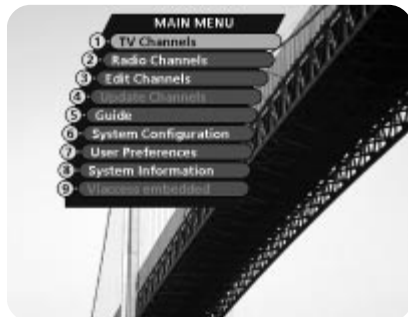 MAIN MENU
1 TV Channels
2 Radio Channels
3 Edit Channels
4 Update Channels
5 Guide
6 System Configuration
7 User Preferences
8 System Information
9 Viaccess embedded